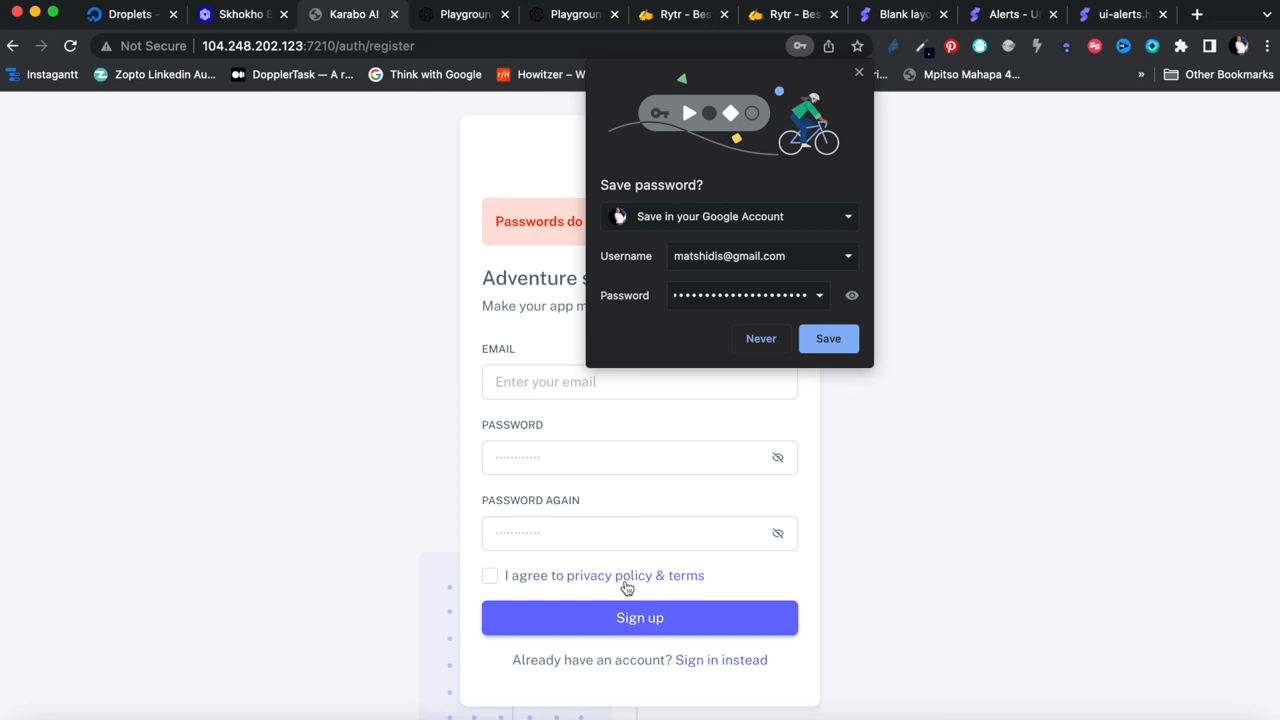 Droplets -
Skhokho E
Karabo AI
Playgroun
Playgroun
Rytr - Bes
Rytr - Bes
Blank layo
Alerts - U
ui-alerts.h
Not Secure
104.248.202.123:7210/auth/register
Instagantt
Zopto Linkedin Au...
DopplerTask — A r...
Think with Google
Howitzer – W
ri...
Mpitso Mahapa 4...
»
Other Bookmarks
Save password?
Save in your Google Account
Username
matshidis@gmail.com
Password
•••••••••••••••••••••
Never
Save
Passwords do
Adventure s
Make your app m
EMAIL
Enter your email
PASSWORD
············
PASSWORD AGAIN
············
I agree to privacy policy & terms
Sign up
Already have an account? Sign in instead